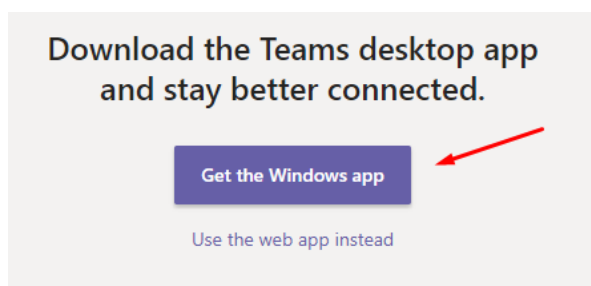 Download the Teams desktop app
and stay better connected.
Get the Windows app
Use the web app instead